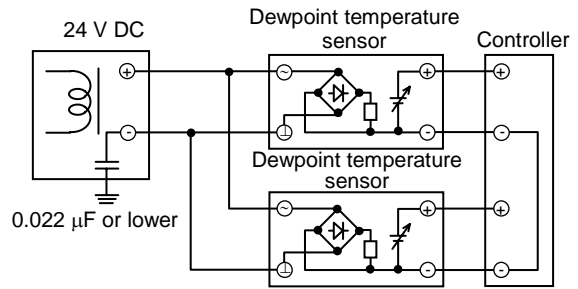 24 V DC
Dewpoint temperature
sensor
Controller
+
-
~
⊥
+
-
+
-
0.022 μF or lower
Dewpoint temperature
sensor
~
⊥
+
-
+
-